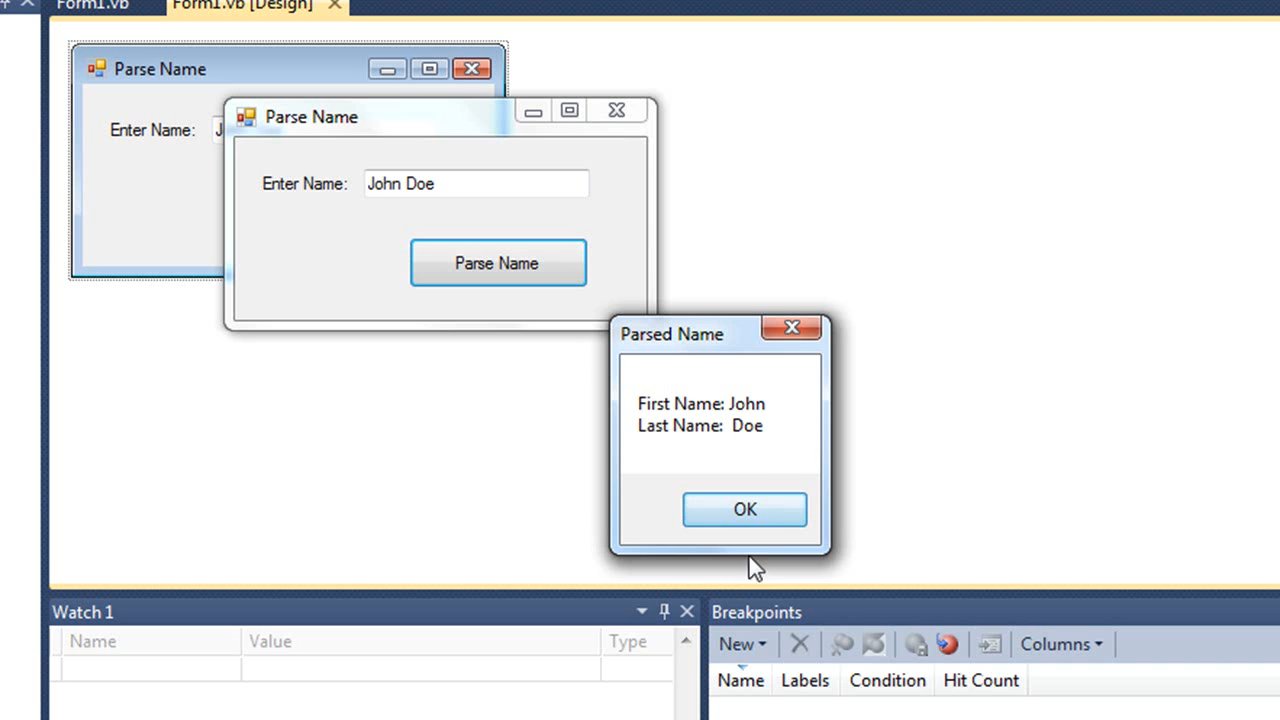 Form1.vb
Form1.vb [Design]
Parse Name
Enter Name: J
Parse Name
Enter Name: John Doe
Parse Name
Parsed Name
First Name: John
Last Name:  Doe
OK
Watch 1
Name Value Type
Breakpoints
New Columns
Name Labels Condition Hit Count